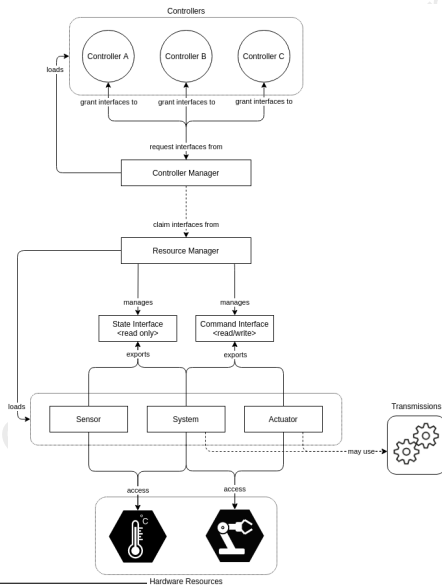 Controllers
Controller A
Controller B
Controller C
loads
grant interfaces to
grant interfaces to
grant interfaces to
request interfaces from
Controller Manager
claim interfaces from
Resource Manager
manages
manages
State Interface
<read only>
Command Interface
<read/write>
exports
exports
loads
Sensor
System
Actuator
Transmissions
may use
access
access
°C
Hardware Resources